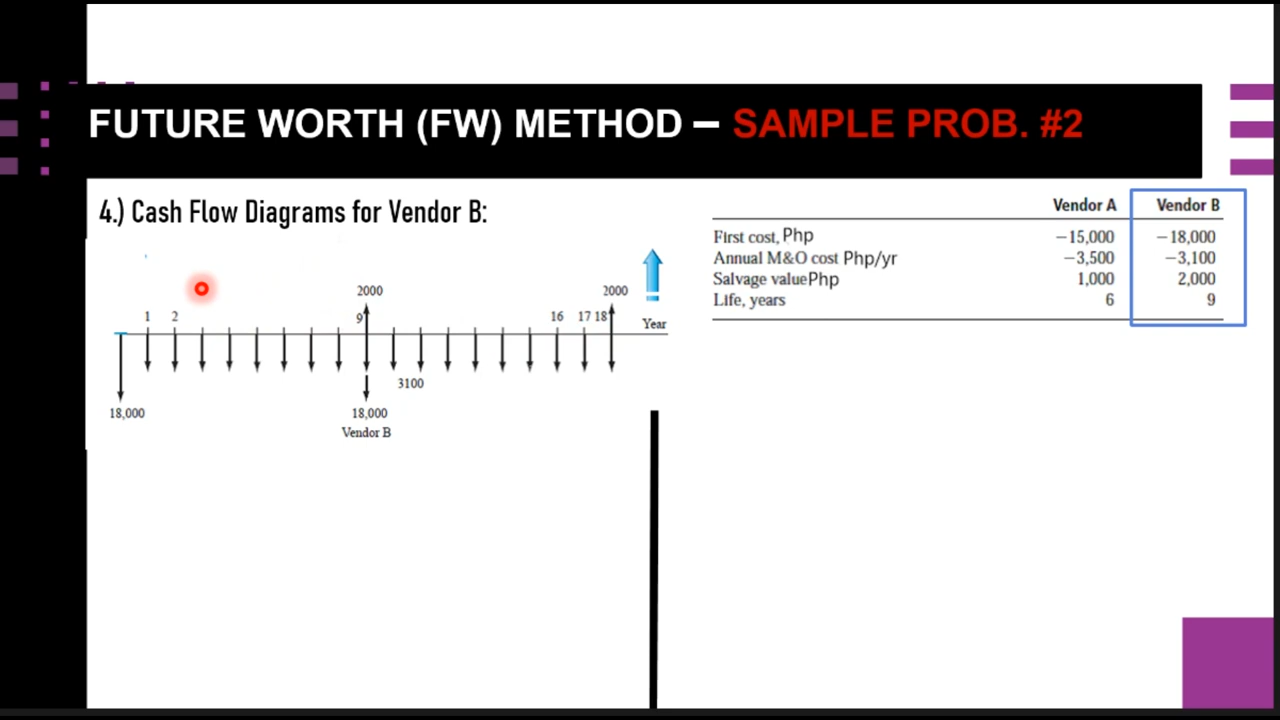 FUTURE WORTH (FW) METHOD – SAMPLE PROB. #2
4.) Cash Flow Diagrams for Vendor B:
2000 2000
1 2 9 16 17 18 Year
3100
18,000 18,000
Vendor B
Vendor A Vendor B
First cost, Php −15,000 −18,000
Annual M&O cost Php/yr −3,500 −3,100
Salvage value Php 1,000 2,000
Life, years 6 9